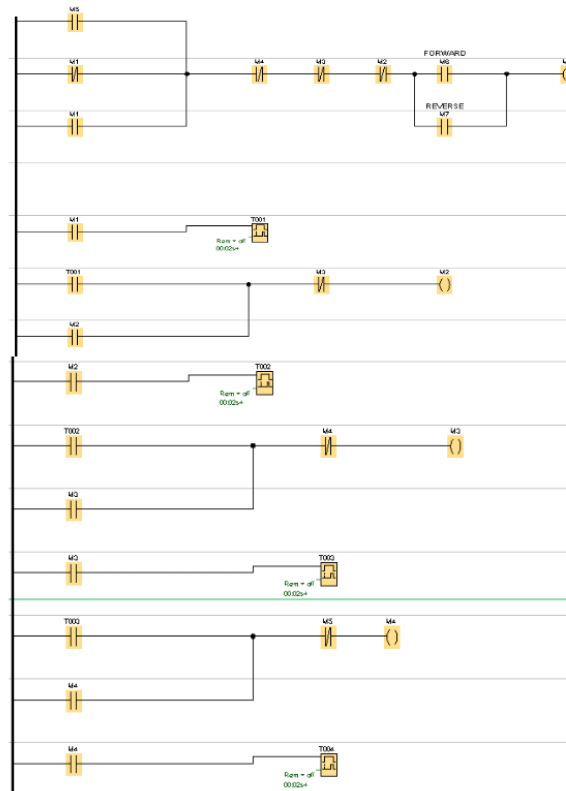 M5
FORWARD
M1 M4 M3 M2 M6
REVERSE
M1 M7
M1 T001
Rem = off
00:02s+
T001 M3 M2
M2
M2 T002
Rem = off
00:02s+
T002 M4 M3
M3
M3 T003
Rem = off
00:02s+
T003 M5 M4
M4
M4 T004
Rem = off
00:02s+